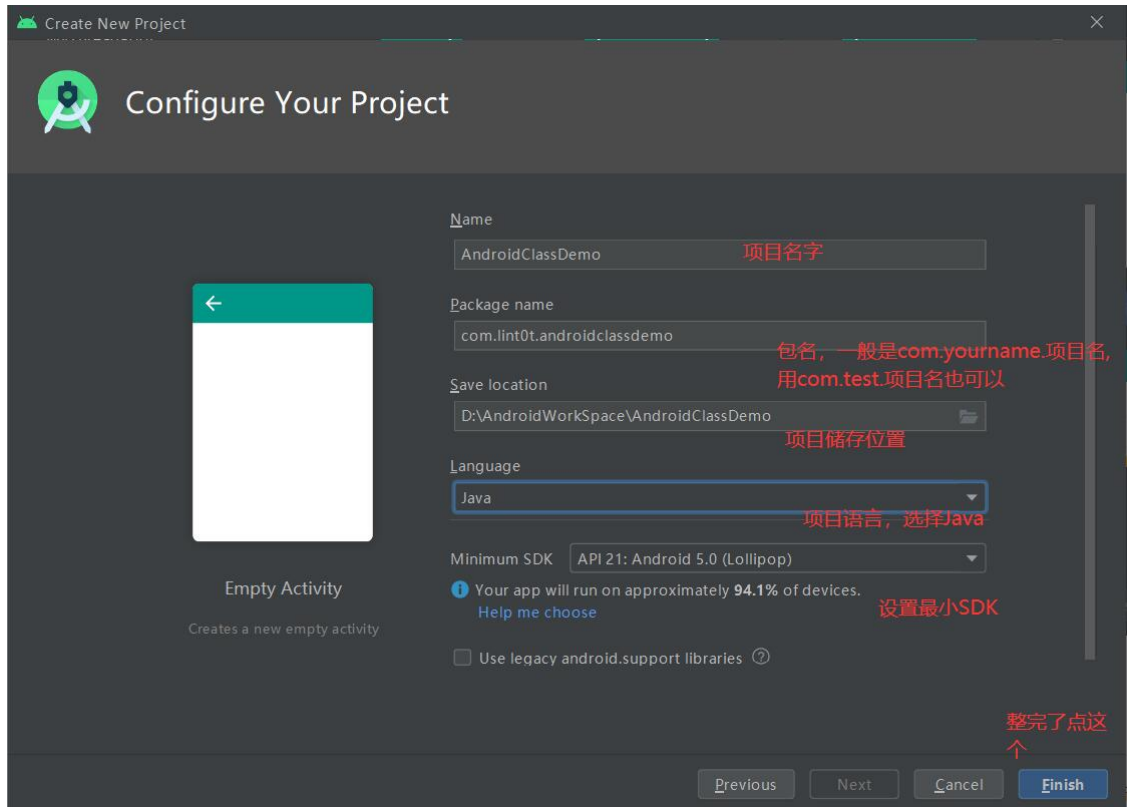 Create New Project
Configure Your Project
Name
AndroidClassDemo
项目名字
Package name
com.lint0t.androidclassdemo
包名，一般是com.yourname.项目名,
用com.test.项目名也可以
Save location
D:\AndroidWorkSpace\AndroidClassDemo
项目储存位置
Language
Java
项目语言，选择Java
Minimum SDK API 21: Android 5.0 (Lollipop)
Your app will run on approximately 94.1% of devices.
设置最小SDK
Help me choose
Empty Activity
Creates a new empty activity
Use legacy android.support libraries
整完了点这
个
Previous Next Cancel Finish